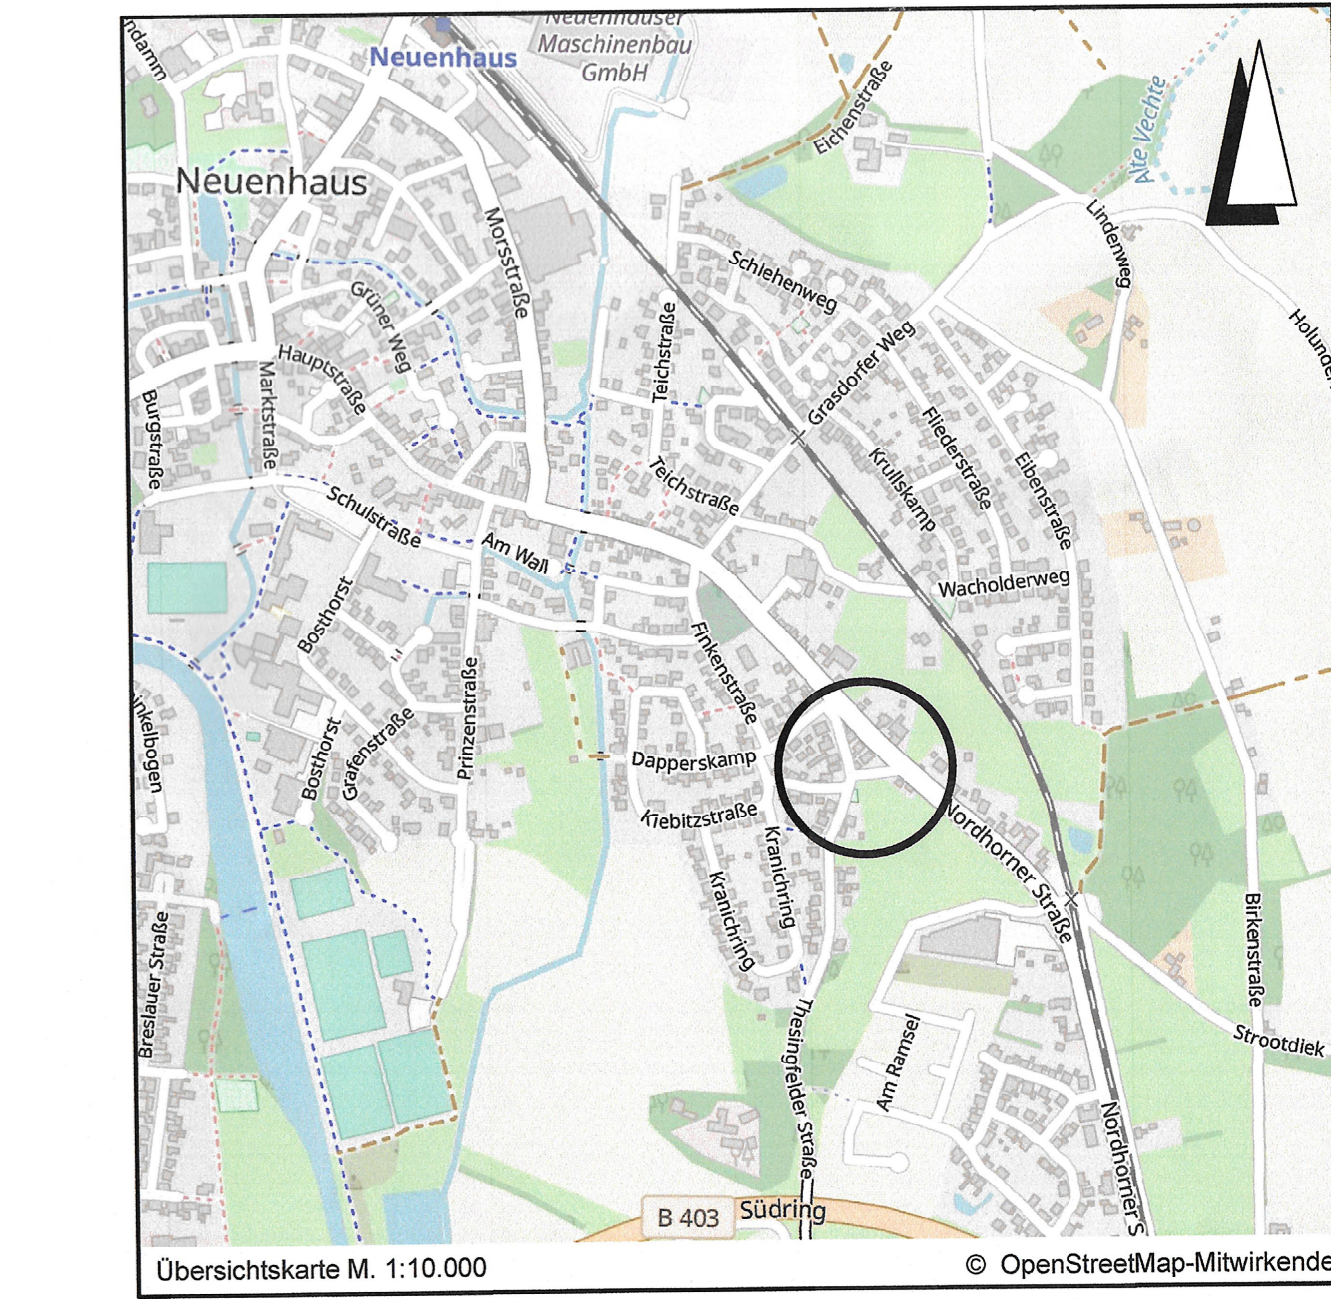 ndamm
Neuenhaus
Neuenhauser
Maschinenbau
GmbH
Eichenstraße
Alte Vechte
Neuenhaus
Morsstraße
Lindenweg
Schlehenweg
Grüner Weg
Teichstraße
Grasdorfer Weg
Holunder
Hauptstraße
Marktstraße
Burgstraße
Fliederstraße
Krullskamp
Eibenstraße
Teichstraße
Schulstraße
Am Wall
Wacholderweg
Bosthorst
Finkenstraße
Prinzenstraße
inkelbogen
Bosthorst
Grafenstraße
Dapperskamp
Kiebitzstraße
Nordhorner Straße
Kranichring
Kranichring
Birkenstraße
Breslauer Straße
Thesingfelder Straße
Am Ramsel
Strootdiek
Nordhorner S
B 403
Südring
Übersichtskarte M. 1:10.000
© OpenStreetMap-Mitwirkende